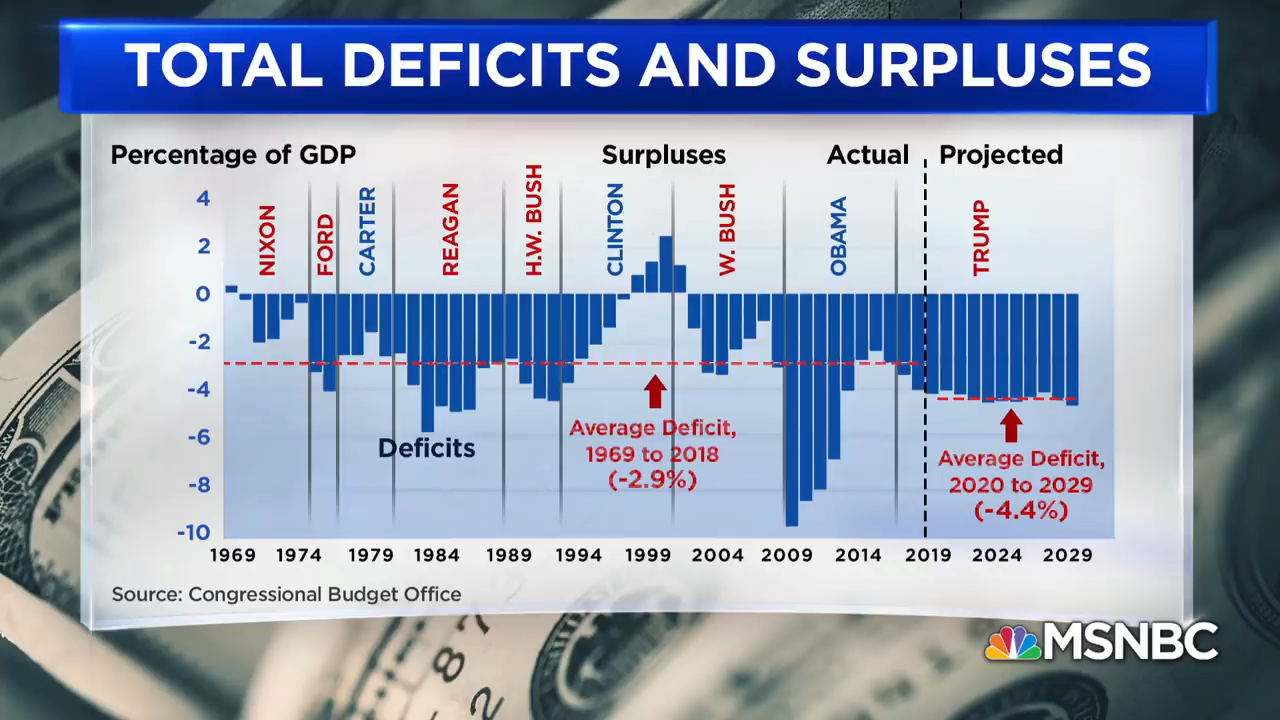 TOTAL DEFICITS AND SURPLUSES
Percentage of GDP
Surpluses
Actual
Projected
4
2
0
-2
-4
-6
-8
-10
NIXON
FORD
CARTER
REAGAN
H.W. BUSH
CLINTON
W. BUSH
OBAMA
TRUMP
Deficits
Average Deficit,
1969 to 2018
(-2.9%)
Average Deficit,
2020 to 2029
(-4.4%)
1969 1974 1979 1984 1989 1994 1999 2004 2009 2014 2019 2024 2029
Source: Congressional Budget Office
MSNBC
87
2